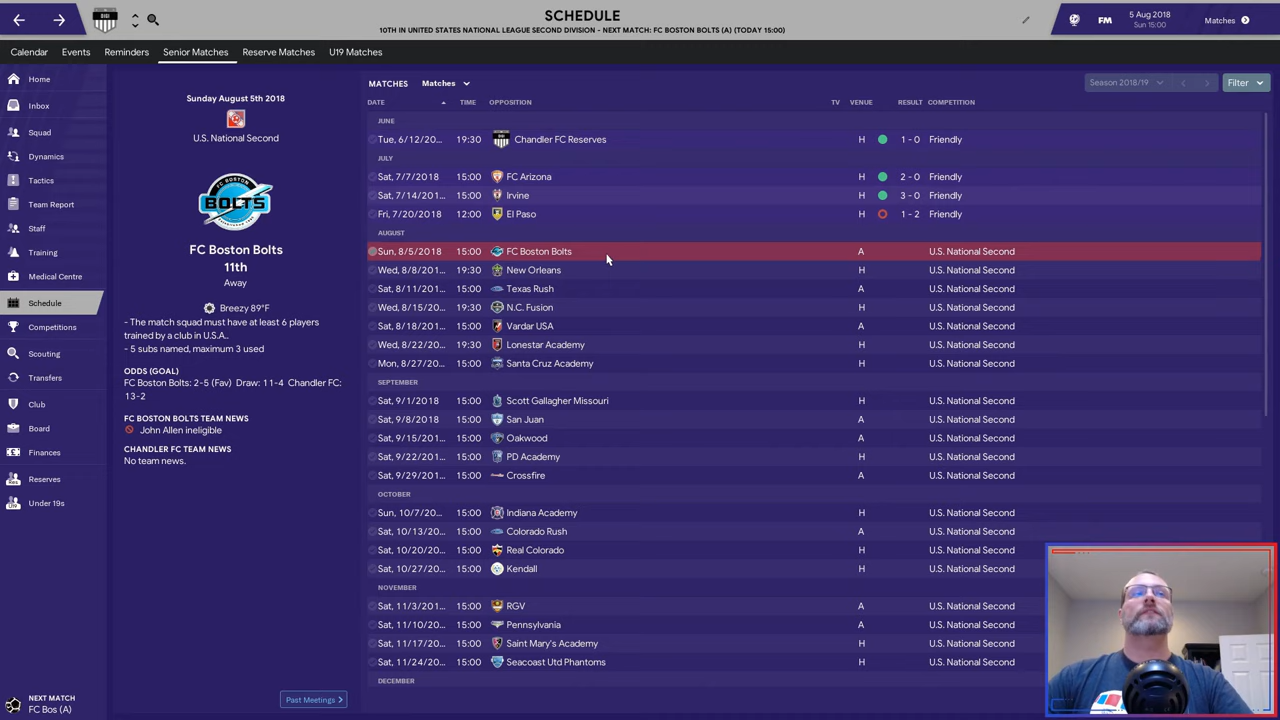 SCHEDULE
10TH IN UNITED STATES NATIONAL LEAGUE SECOND DIVISION - NEXT MATCH: FC BOSTON BOLTS (A) (TODAY 15:00)
FM
5 Aug 2018
Sun 15:00
Matches
Calendar Events Reminders Senior Matches Reserve Matches U19 Matches
Home
Inbox
Squad
Dynamics
Tactics
Team Report
Staff
Training
Medical Centre
Schedule
Competitions
Scouting
Transfers
Club
Board
Finances
Reserves
Under 19s
NEXT MATCH
FC Bos (A)
Sunday August 5th 2018
U.S. National Second
FC BOSTON
BOLTS
FC Boston Bolts
11th
Away
Breezy 89°F
- The match squad must have at least 6 players
trained by a club in U.S.A..
- 5 subs named, maximum 3 used
ODDS (GOAL)
FC Boston Bolts: 2-5 (Fav) Draw: 11-4 Chandler FC:
13-2
FC BOSTON BOLTS TEAM NEWS
John Allen ineligible
CHANDLER FC TEAM NEWS
No team news.
Past Meetings
MATCHES Matches Season 2018/19 Filter
DATE TIME OPPOSITION TV VENUE RESULT COMPETITION
JUNE
Tue, 6/12/20... 19:30 Chandler FC Reserves H 1 - 0 Friendly
JULY
Sat, 7/7/2018 15:00 FC Arizona H 2 - 0 Friendly
Sat, 7/14/201... 15:00 Irvine H 3 - 0 Friendly
Fri, 7/20/2018 12:00 El Paso H 1 - 2 Friendly
AUGUST
Sun, 8/5/2018 15:00 FC Boston Bolts A U.S. National Second
Wed, 8/8/201... 19:30 New Orleans H U.S. National Second
Sat, 8/11/201... 15:00 Texas Rush A U.S. National Second
Wed, 8/15/20... 19:30 N.C. Fusion H U.S. National Second
Sat, 8/18/201... 15:00 Vardar USA A U.S. National Second
Wed, 8/22/20... 19:30 Lonestar Academy H U.S. National Second
Mon, 8/27/20... 15:00 Santa Cruz Academy H U.S. National Second
SEPTEMBER
Sat, 9/1/2018 15:00 Scott Gallagher Missouri H U.S. National Second
Sat, 9/8/2018 15:00 San Juan A U.S. National Second
Sat, 9/15/201... 15:00 Oakwood A U.S. National Second
Sat, 9/22/201... 15:00 PD Academy H U.S. National Second
Sat, 9/29/201... 15:00 Crossfire A U.S. National Second
OCTOBER
Sun, 10/7/20... 15:00 Indiana Academy H U.S. National Second
Sat, 10/13/20... 15:00 Colorado Rush A U.S. National Second
Sat, 10/20/20... 15:00 Real Colorado H U.S. National Second
Sat, 10/27/20... 15:00 Kendall H U.S. National Second
NOVEMBER
Sat, 11/3/201... 15:00 RGV A U.S. National Second
Sat, 11/10/20... 15:00 Pennsylvania A U.S. National Second
Sat, 11/17/20... 15:00 Saint Mary's Academy H U.S. National Second
Sat, 11/24/20... 15:00 Seacoast Utd Phantoms H U.S. National Second
DECEMBER